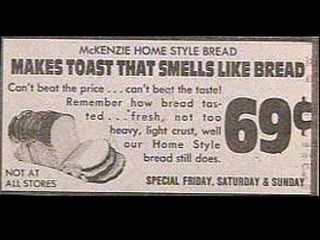 McKENZIE HOME STYLE BREAD
MAKES TOAST THAT SMELLS LIKE BREAD
Can't beat the price . . . can't beat the taste!
Remember how bread tas-
ted . . . fresh, not too
heavy, light crust, well
our Home Style
bread still does.
69¢
NOT AT
ALL STORES
SPECIAL FRIDAY, SATURDAY & SUNDAY